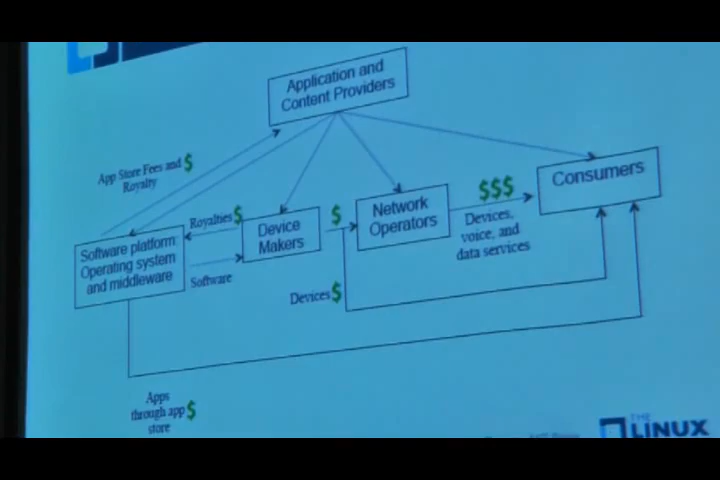 Application and
Content Providers
App Store Fees and $
Royalty
Consumers
$$$
Network
Operators
Devices,
voice, and
data services
Royalties $
Device
Makers
$
Software platform:
Operating system
and middleware
Software
Devices $
Apps
through app $
store
THE
LINUX